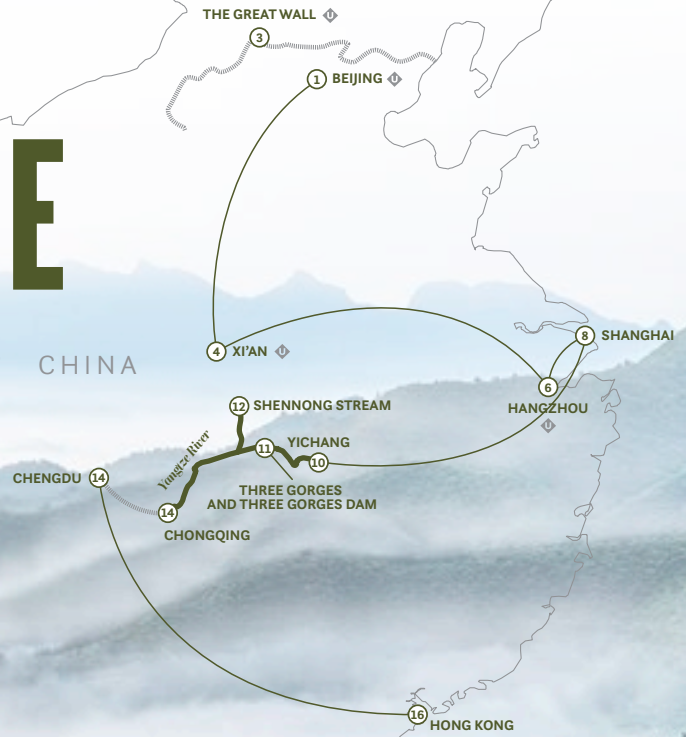 THE GREAT WALL U
3
1 BEIJING U
E
4 XI'AN U
CHINA
8 SHANGHAI
6
HANGZHOU
U
12 SHENNONG STREAM
Yangtze River
11 YICHANG
10
CHENGDU 14
THREE GORGES
AND THREE GORGES DAM
14
CHONGQING
16 HONG KONG